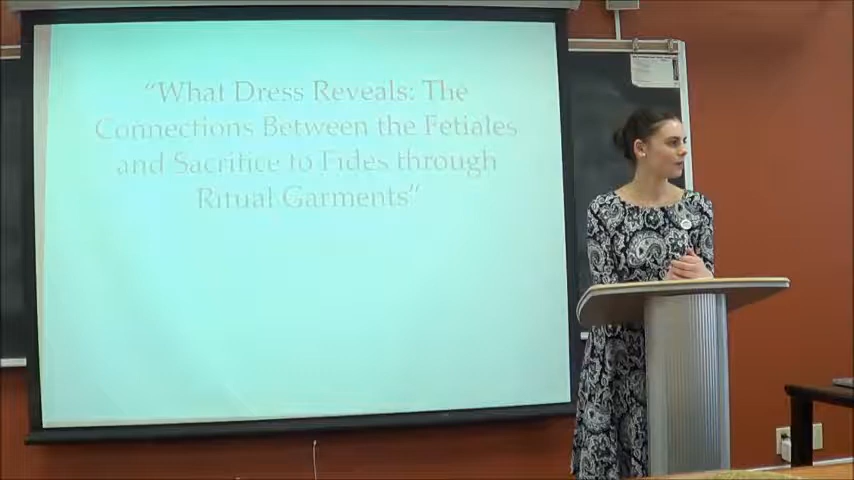 "What Dress Reveals: The
Connections Between the Fetiales
and Sacrifice to Fides through
Ritual Garments"